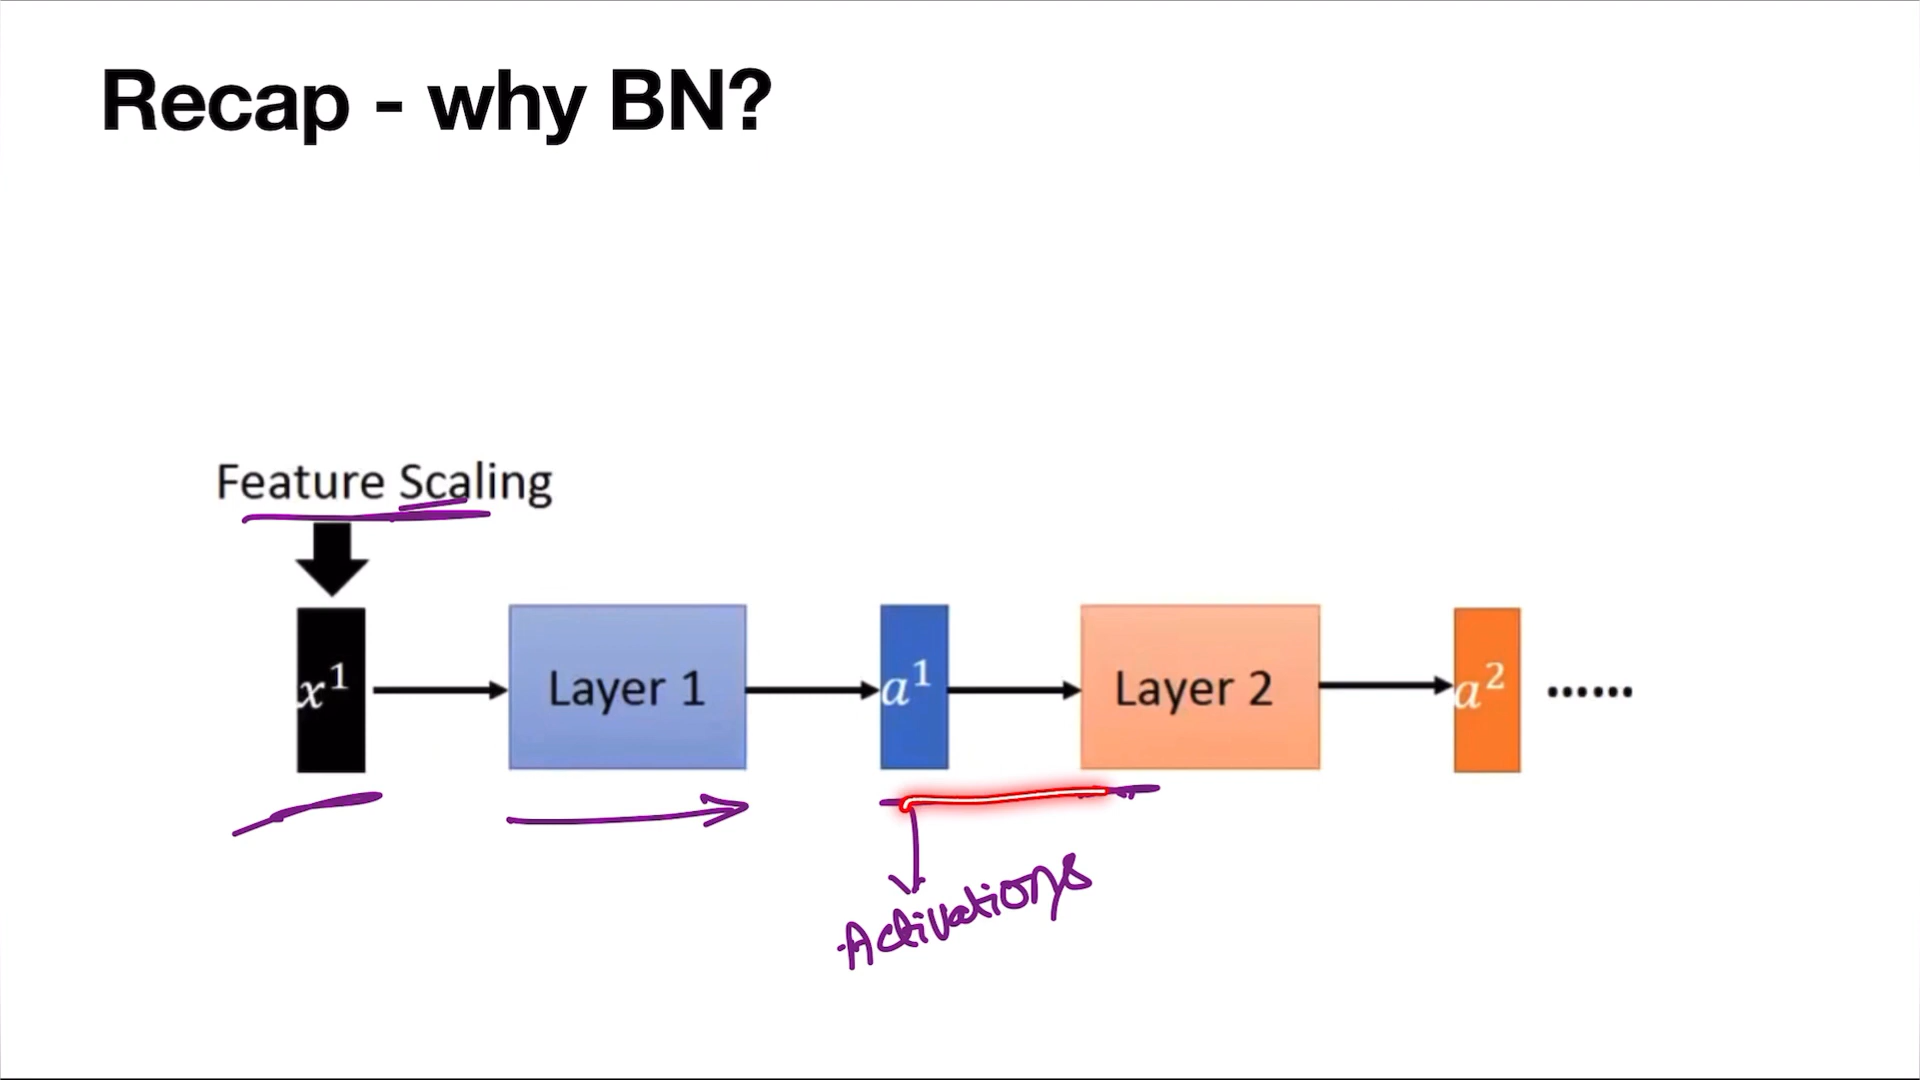 Recap - why BN?
Feature Scaling
x¹ Layer 1 a¹ Layer 2 a² ......
Activations